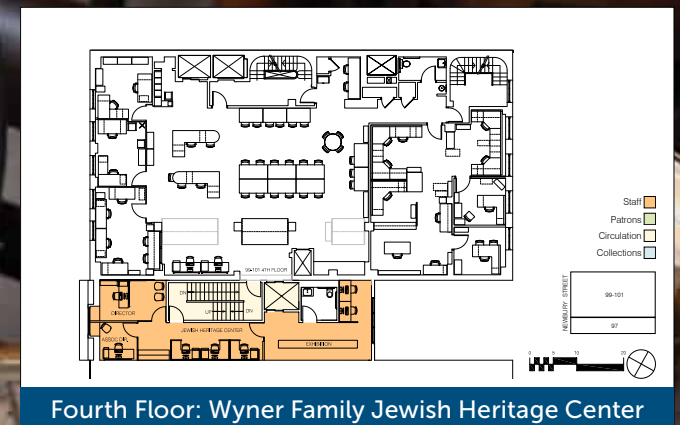 99-101 4TH FLOOR
DN
UP
DN
DIRECTOR
ASSOC DIR.
JEWISH HERITAGE CENTER
EXHIBITION
Staff
Patrons
Circulation
Collections
NEWBURY STREET
99-101
97
0 5 10 20
Fourth Floor: Wyner Family Jewish Heritage Center